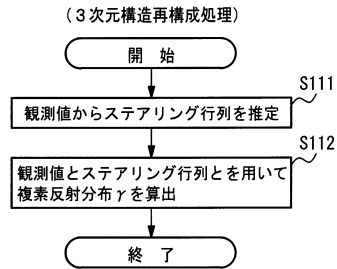 (3次元構造再構成処理)
開 始
S111
観測値からステアリング行列を推定
S112
観測値とステアリング行列とを用いて
複素反射分布γを算出
終 了